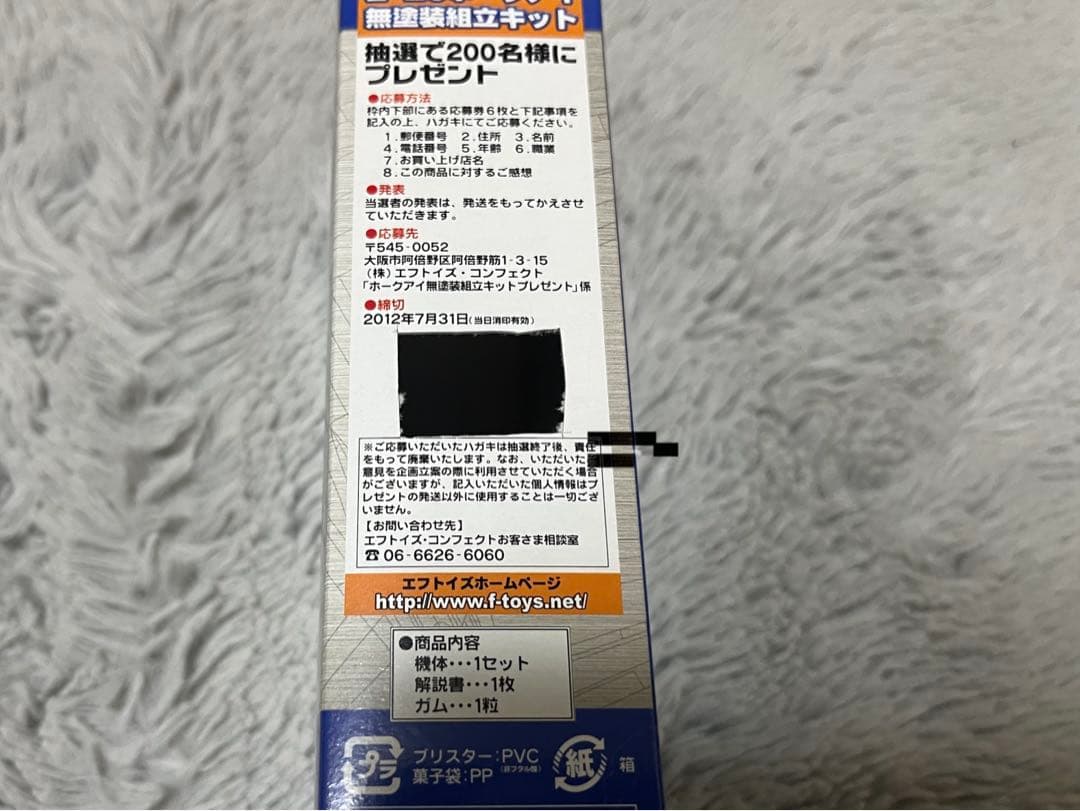 無塗装組立キット
抽選で200名様に
プレゼント
●応募方法
枠内下部にある応募券6枚と下記事項を
記入の上、ハガキにてご応募ください。
1.郵便番号 2.住所 3.名前
4.電話番号 5.年齢 6.職業
7.お買い上げ店名
8.この商品に対するご感想
●発表
当選者の発表は、発送をもってかえさせ
ていただきます。
●応募先
〒545-0052
大阪市阿倍野区阿倍野筋1-3-15
(株)エフトイズ・コンフェクト
「ホークアイ無塗装組立キットプレゼント」係
●締切
2012年7月31日(当日消印有効)
※ご応募いただいたハガキは抽選終了後、責任
をもって廃棄いたします。なお、いただいた
意見を企画立案の際に利用させていただく場合
がございますが、記入いただいた個人情報はプ
レゼントの発送以外に使用することは一切ござ
いません。
【お問い合わせ先】
エフトイズ・コンフェクトお客さま相談室
☎06-6626-6060
エフトイズホームページ
http://www.f-toys.net/
●商品内容
機体・・・1セット
解説書・・・1枚
ガム・・・1粒
プラ
ブリスター:PVC
菓子袋:PP (非フタル酸)
紙
箱